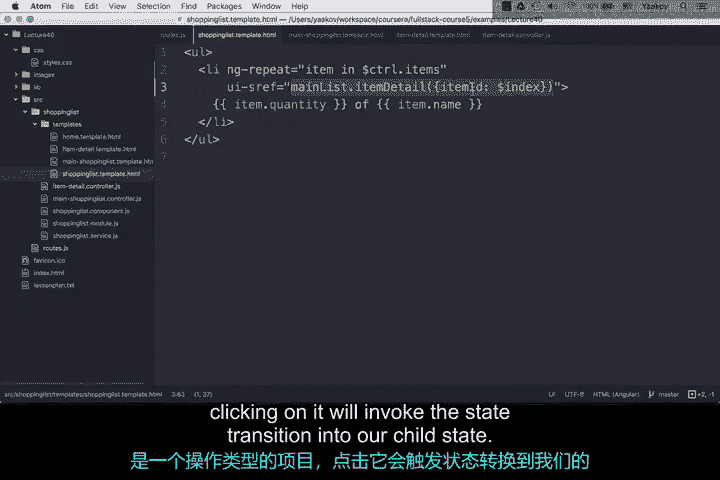 Atom File Edit View Selection Find Packages Window Help
shoppinglist.template.html — /Users/yaakov/workspace/coursera/fullstack-course5/examples/Lecture40
routes.js shoppinglist.template.html main-shoppinglist.template.html item-detail.template.html item-detail.controller.js
Lecture40
css
styles.css
images
lib
src
shoppinglist
templates
home.template.html
item-detail.template.html
main-shoppinglist.template.htm
shoppinglist.template.html
item-detail.controller.js
main-shoppinglist.controller.js
shoppinglist.component.js
shoppinglist.module.js
shoppinglist.service.js
routes.js
favicon.ico
index.html
lessonplan.txt
1 <ul>
2 <li ng-repeat="item in $ctrl.items"
3 ui-sref="mainList.itemDetail({itemId: $index})">
4 {{ item.quantity }} of {{ item.name }}
5 </li>
6 </ul>
7
src/shoppinglist/templates/shoppinglist.template.html 3:63 (1, 37) LF UTF-8 HTML (Angular) master +2, -1
clicking on it will invoke the state
transition into our child state.
是一个操作类型的项目，点击它会触发状态转换到我们的